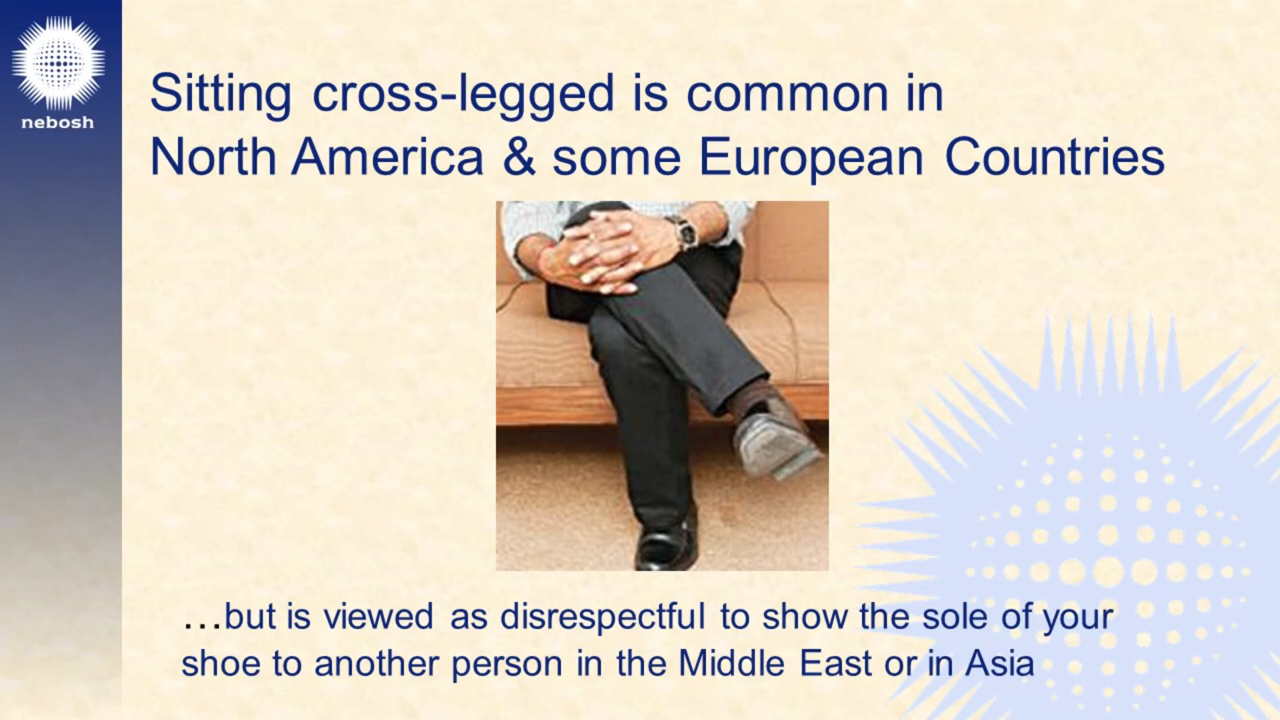 nebosh
Sitting cross-legged is common in
North America & some European Countries
…but is viewed as disrespectful to show the sole of your
shoe to another person in the Middle East or in Asia